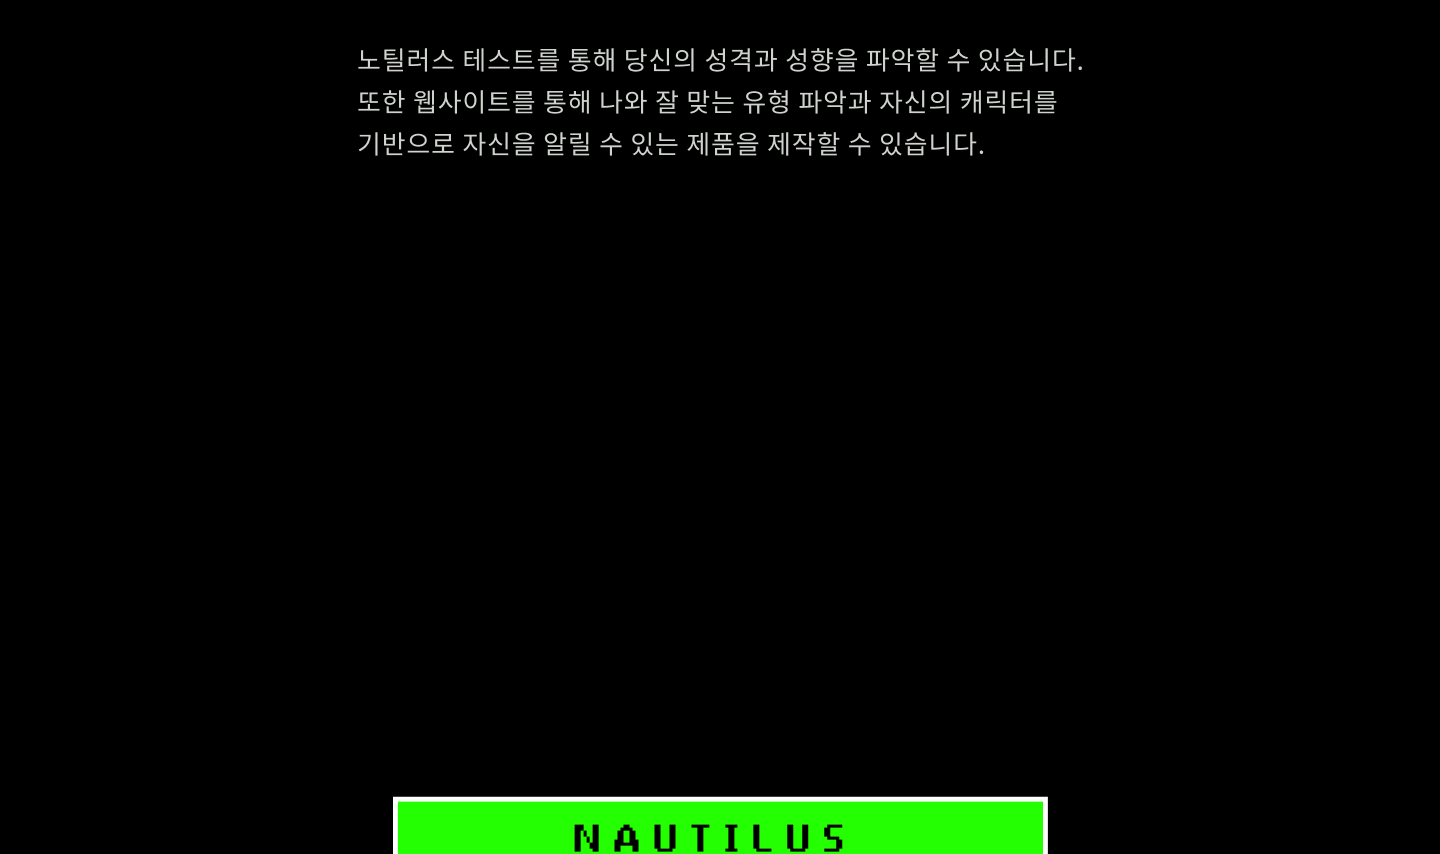 노틸러스 테스트를 통해 당신의 성격과 성향을 파악할 수 있습니다.
또한 웹사이트를 통해 나와 잘 맞는 유형 파악과 자신의 캐릭터를
기반으로 자신을 알릴 수 있는 제품을 제작할 수 있습니다.
NAUTILUS